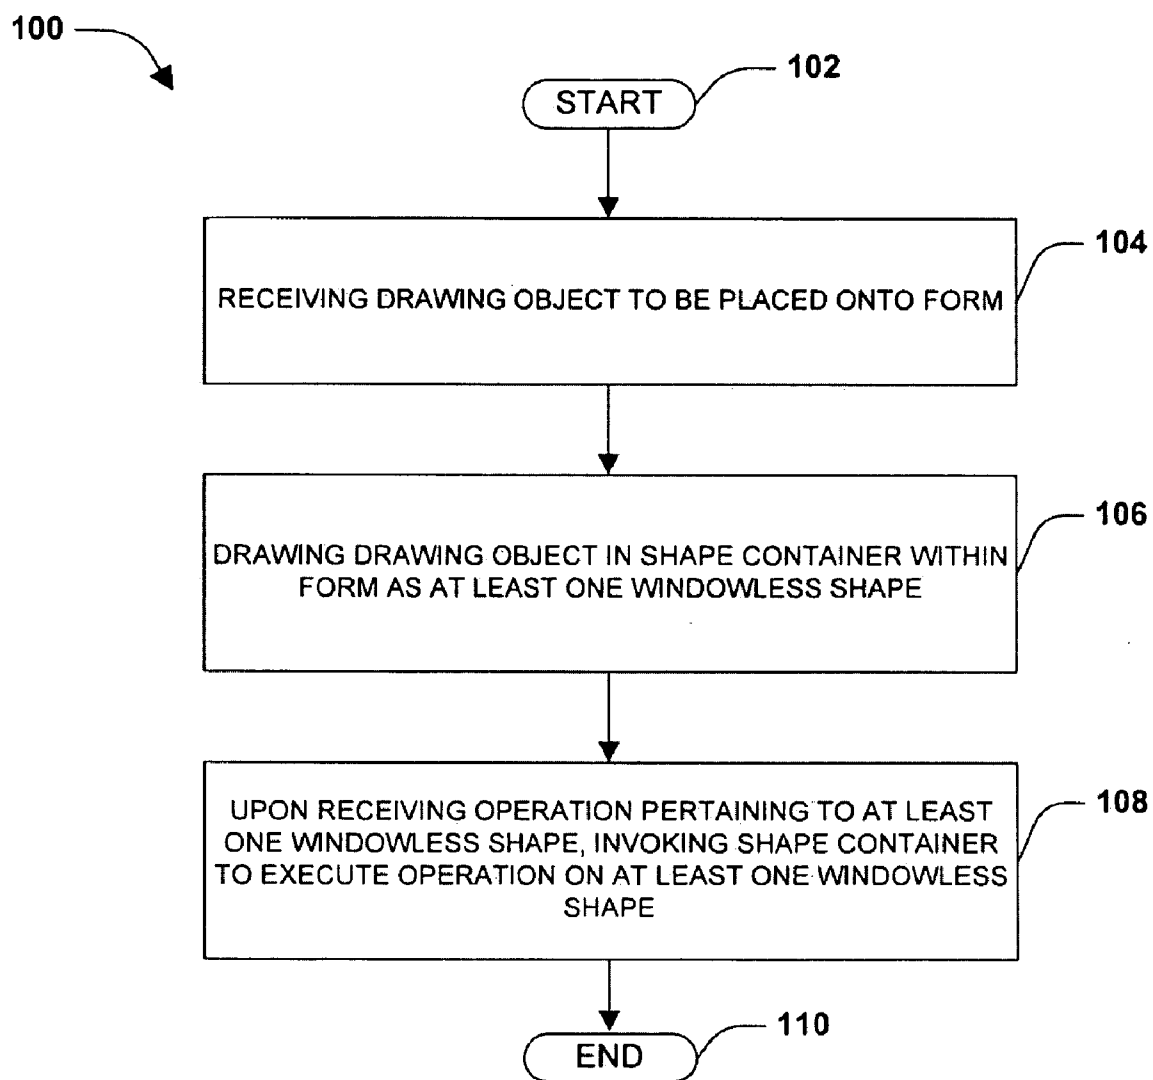 100
102
START
104
RECEIVING DRAWING OBJECT TO BE PLACED ONTO FORM
106
DRAWING DRAWING OBJECT IN SHAPE CONTAINER WITHIN
FORM AS AT LEAST ONE WINDOWLESS SHAPE
108
UPON RECEIVING OPERATION PERTAINING TO AT LEAST
ONE WINDOWLESS SHAPE, INVOKING SHAPE CONTAINER
TO EXECUTE OPERATION ON AT LEAST ONE WINDOWLESS
SHAPE
110
END